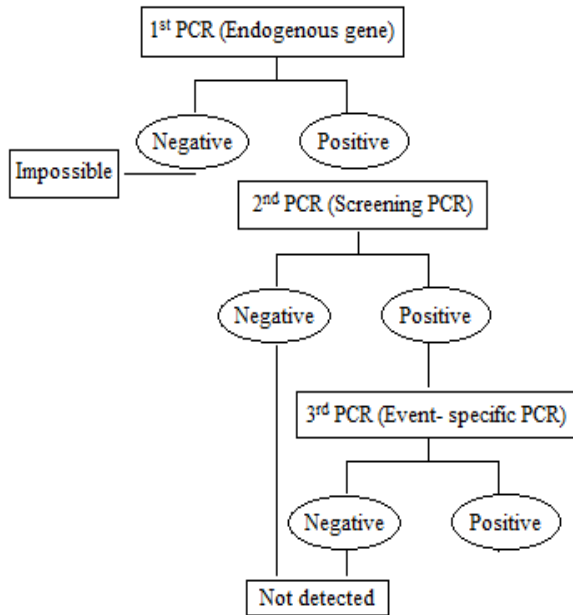 1st PCR (Endogenous gene)
Negative
Positive
Impossible
2nd PCR (Screening PCR)
Negative
Positive
3rd PCR (Event- specific PCR)
Negative
Positive
Not detected